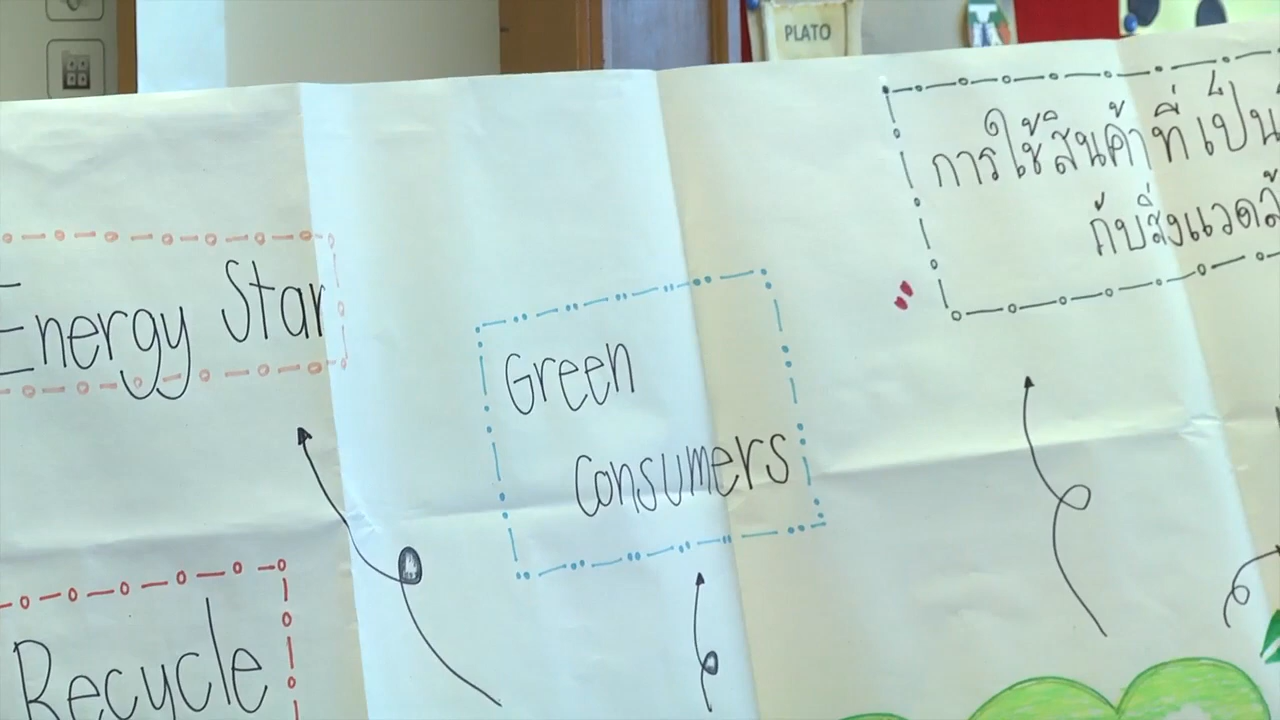 PLATO
การใช้สินค้าที่เป็น
กับสิ่งแวดล้
Energy Star
Green
Consumers
Recycle